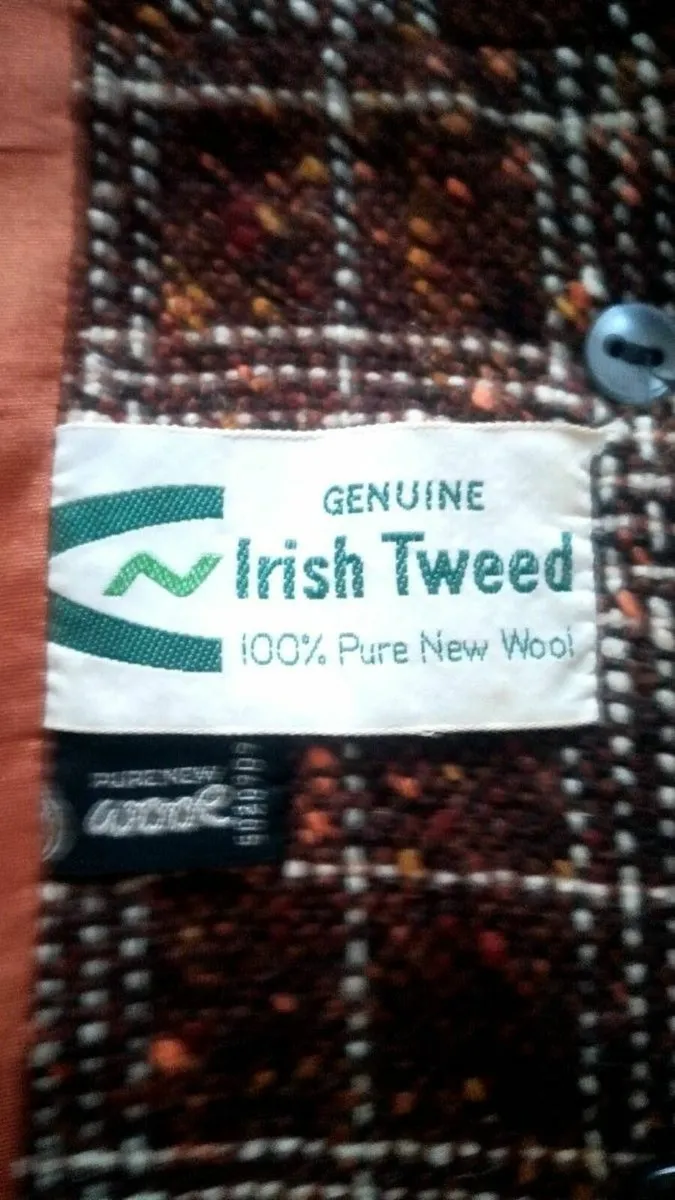 GENUINE
Irish Tweed
100% Pure New Wool
PURE NEW
WOOL